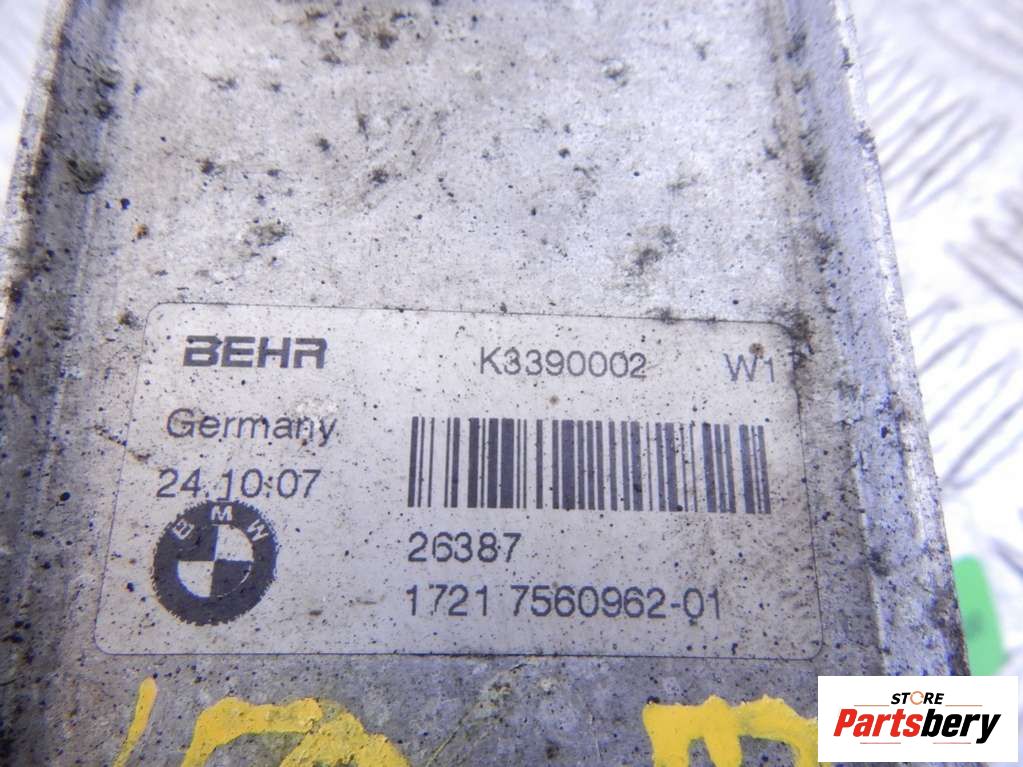 BEHR K3390002 W1
Germany
24.10.07
BMW
26387
1721 7560962-01
STORE
Partsbery